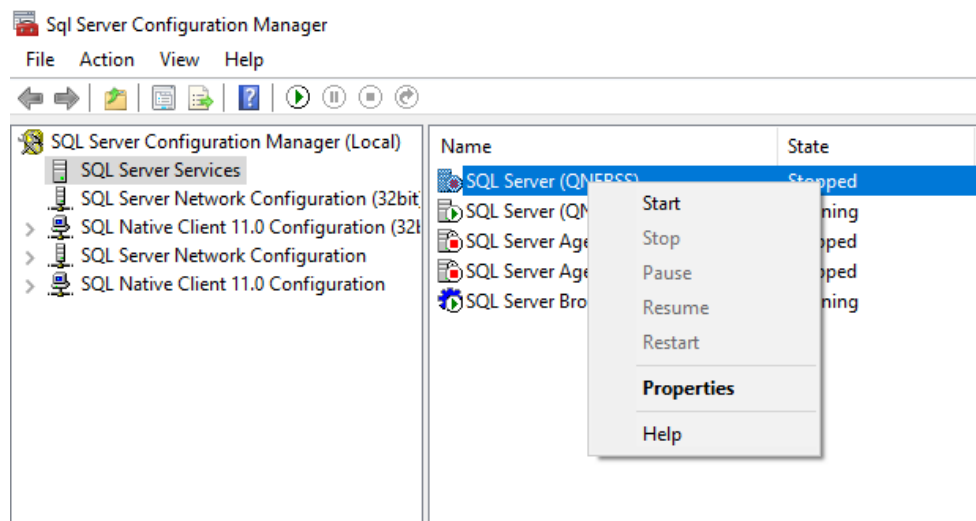 Sql Server Configuration Manager
File Action View Help
SQL Server Configuration Manager (Local)
SQL Server Services
SQL Server Network Configuration (32bit
SQL Native Client 11.0 Configuration (32
SQL Server Network Configuration
SQL Native Client 11.0 Configuration
Name State
SQL Server Stopped
SQL Server (QN ning
SQL Server Age pped
SQL Server Age pped
SQL Server Bro ning
Start
Stop
Pause
Resume
Restart
Properties
Help